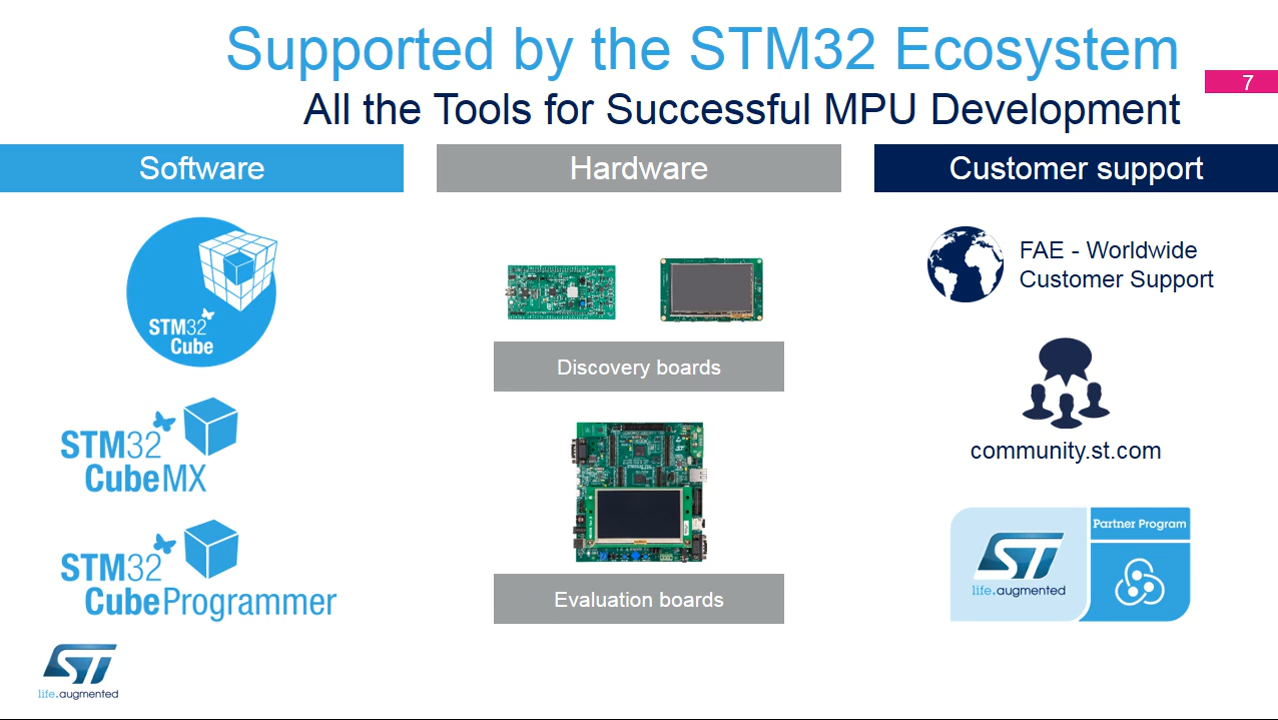 Supported by the STM32 Ecosystem
7
All the Tools for Successful MPU Development
Software
Hardware
Customer support
STM32
Cube
STM32
CubeMX
STM32
CubeProgrammer
Discovery boards
Evaluation boards
FAE - Worldwide
Customer Support
community.st.com
ST
life.augmented
Partner Program
ST
life.augmented